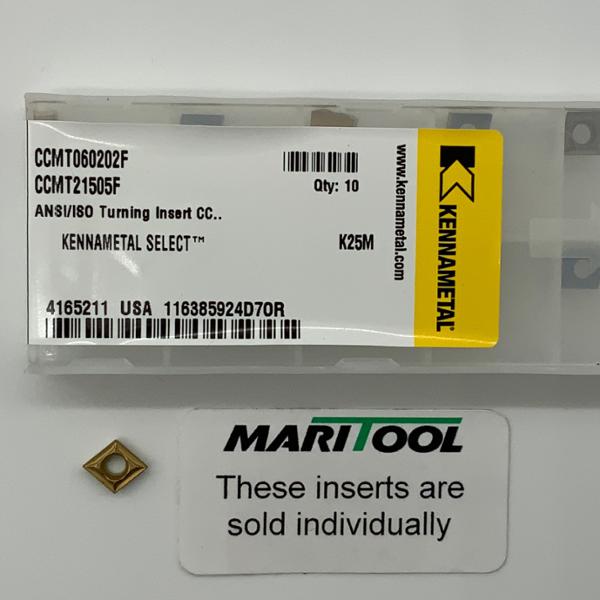 CCMT060202F
CCMT21505F
Qty: 10
ANSI/ISO Turning Insert CC..
KENNAMETAL SELECT™
K25M
4165211 USA 116385924D7OR
www.kennametal.com
KENNAMETAL®
MARITOOL
These inserts are
sold individually